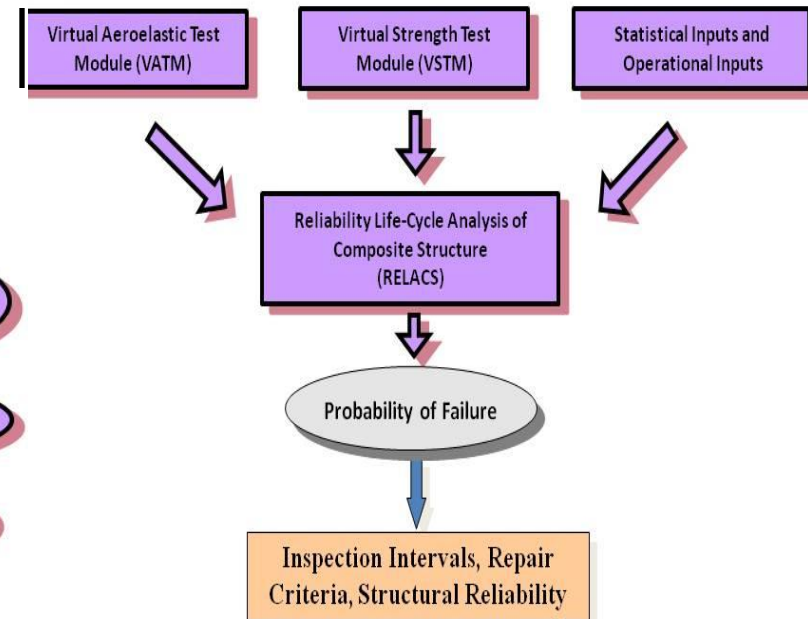 Virtual Aeroelastic Test
Module (VATM)
Virtual Strength Test
Module (VSTM)
Statistical Inputs and
Operational Inputs
Reliability Life-Cycle Analysis of
Composite Structure
(RELACS)
Probability of Failure
Inspection Intervals, Repair
Criteria, Structural Reliability